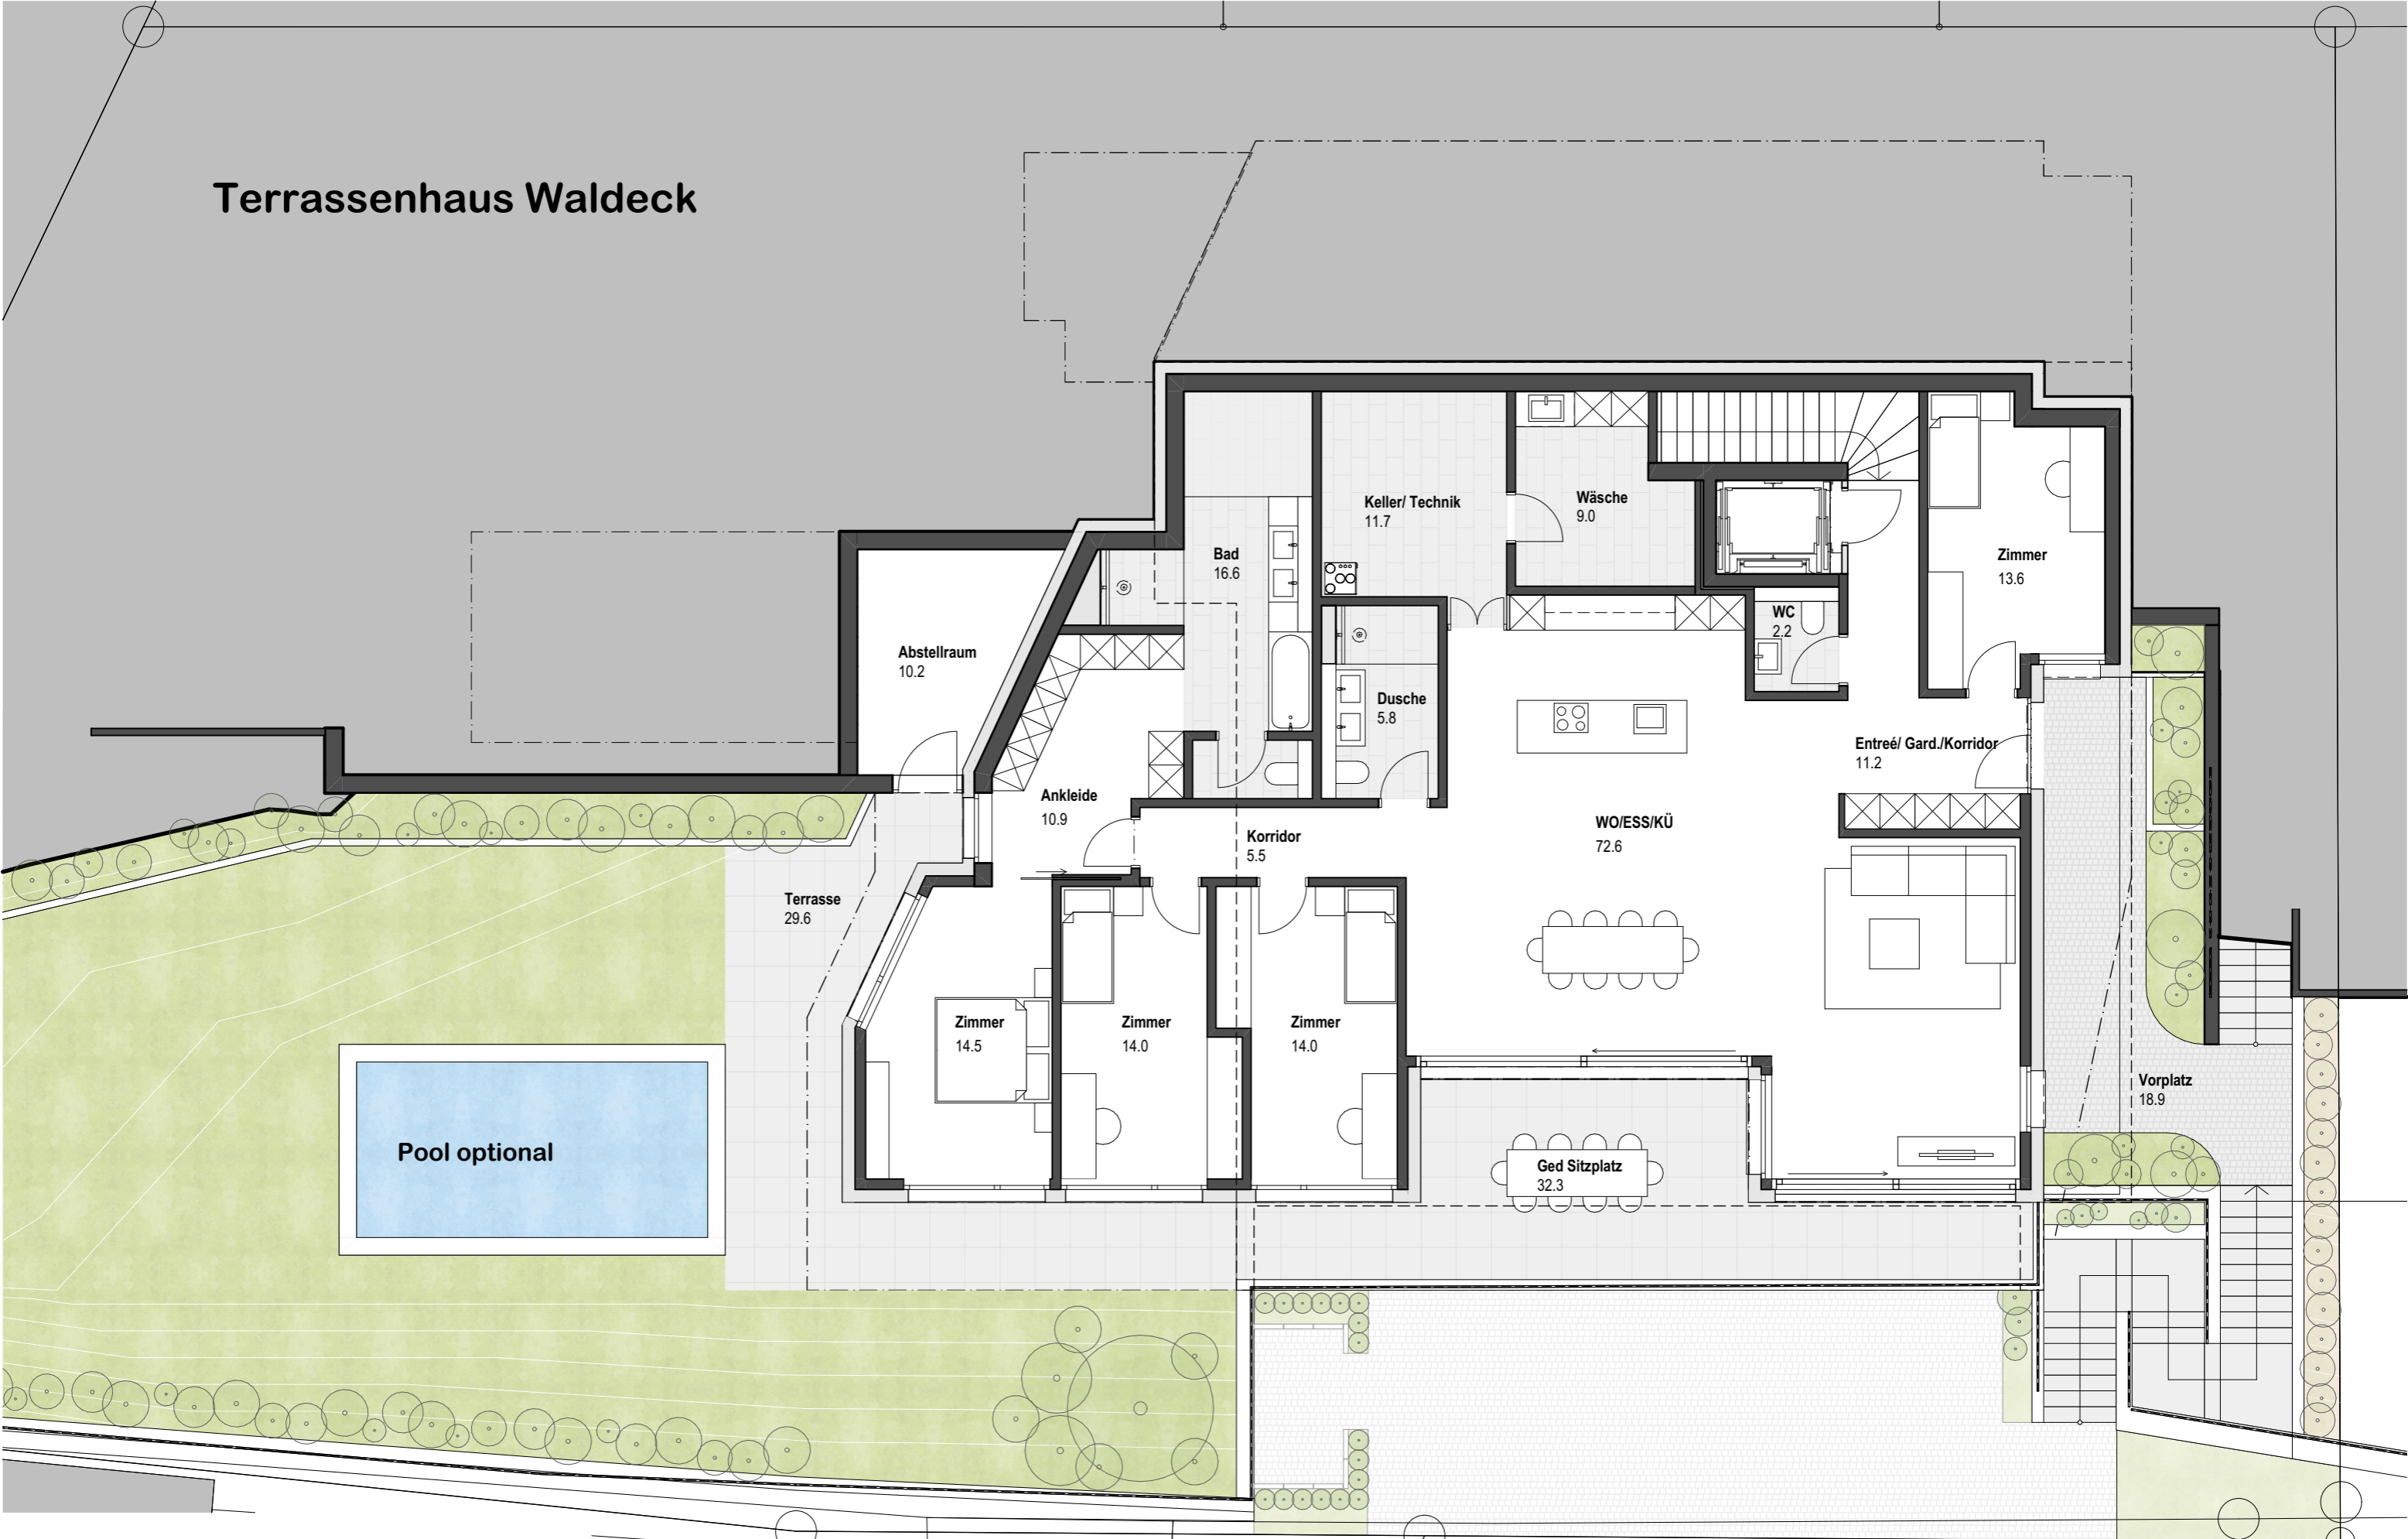 Terrassenhaus Waldeck
Keller/ Technik
11.7
Wäsche
9.0
Bad
16.6
Zimmer
13.6
WC
2.2
Abstellraum
10.2
Dusche
5.8
Entreé/ Gard./Korridor
11.2
Ankleide
10.9
Korridor
5.5
WO/ESS/KÜ
72.6
Terrasse
29.6
Zimmer
14.5
Zimmer
14.0
Zimmer
14.0
Vorplatz
18.9
Pool optional
Ged Sitzplatz
32.3